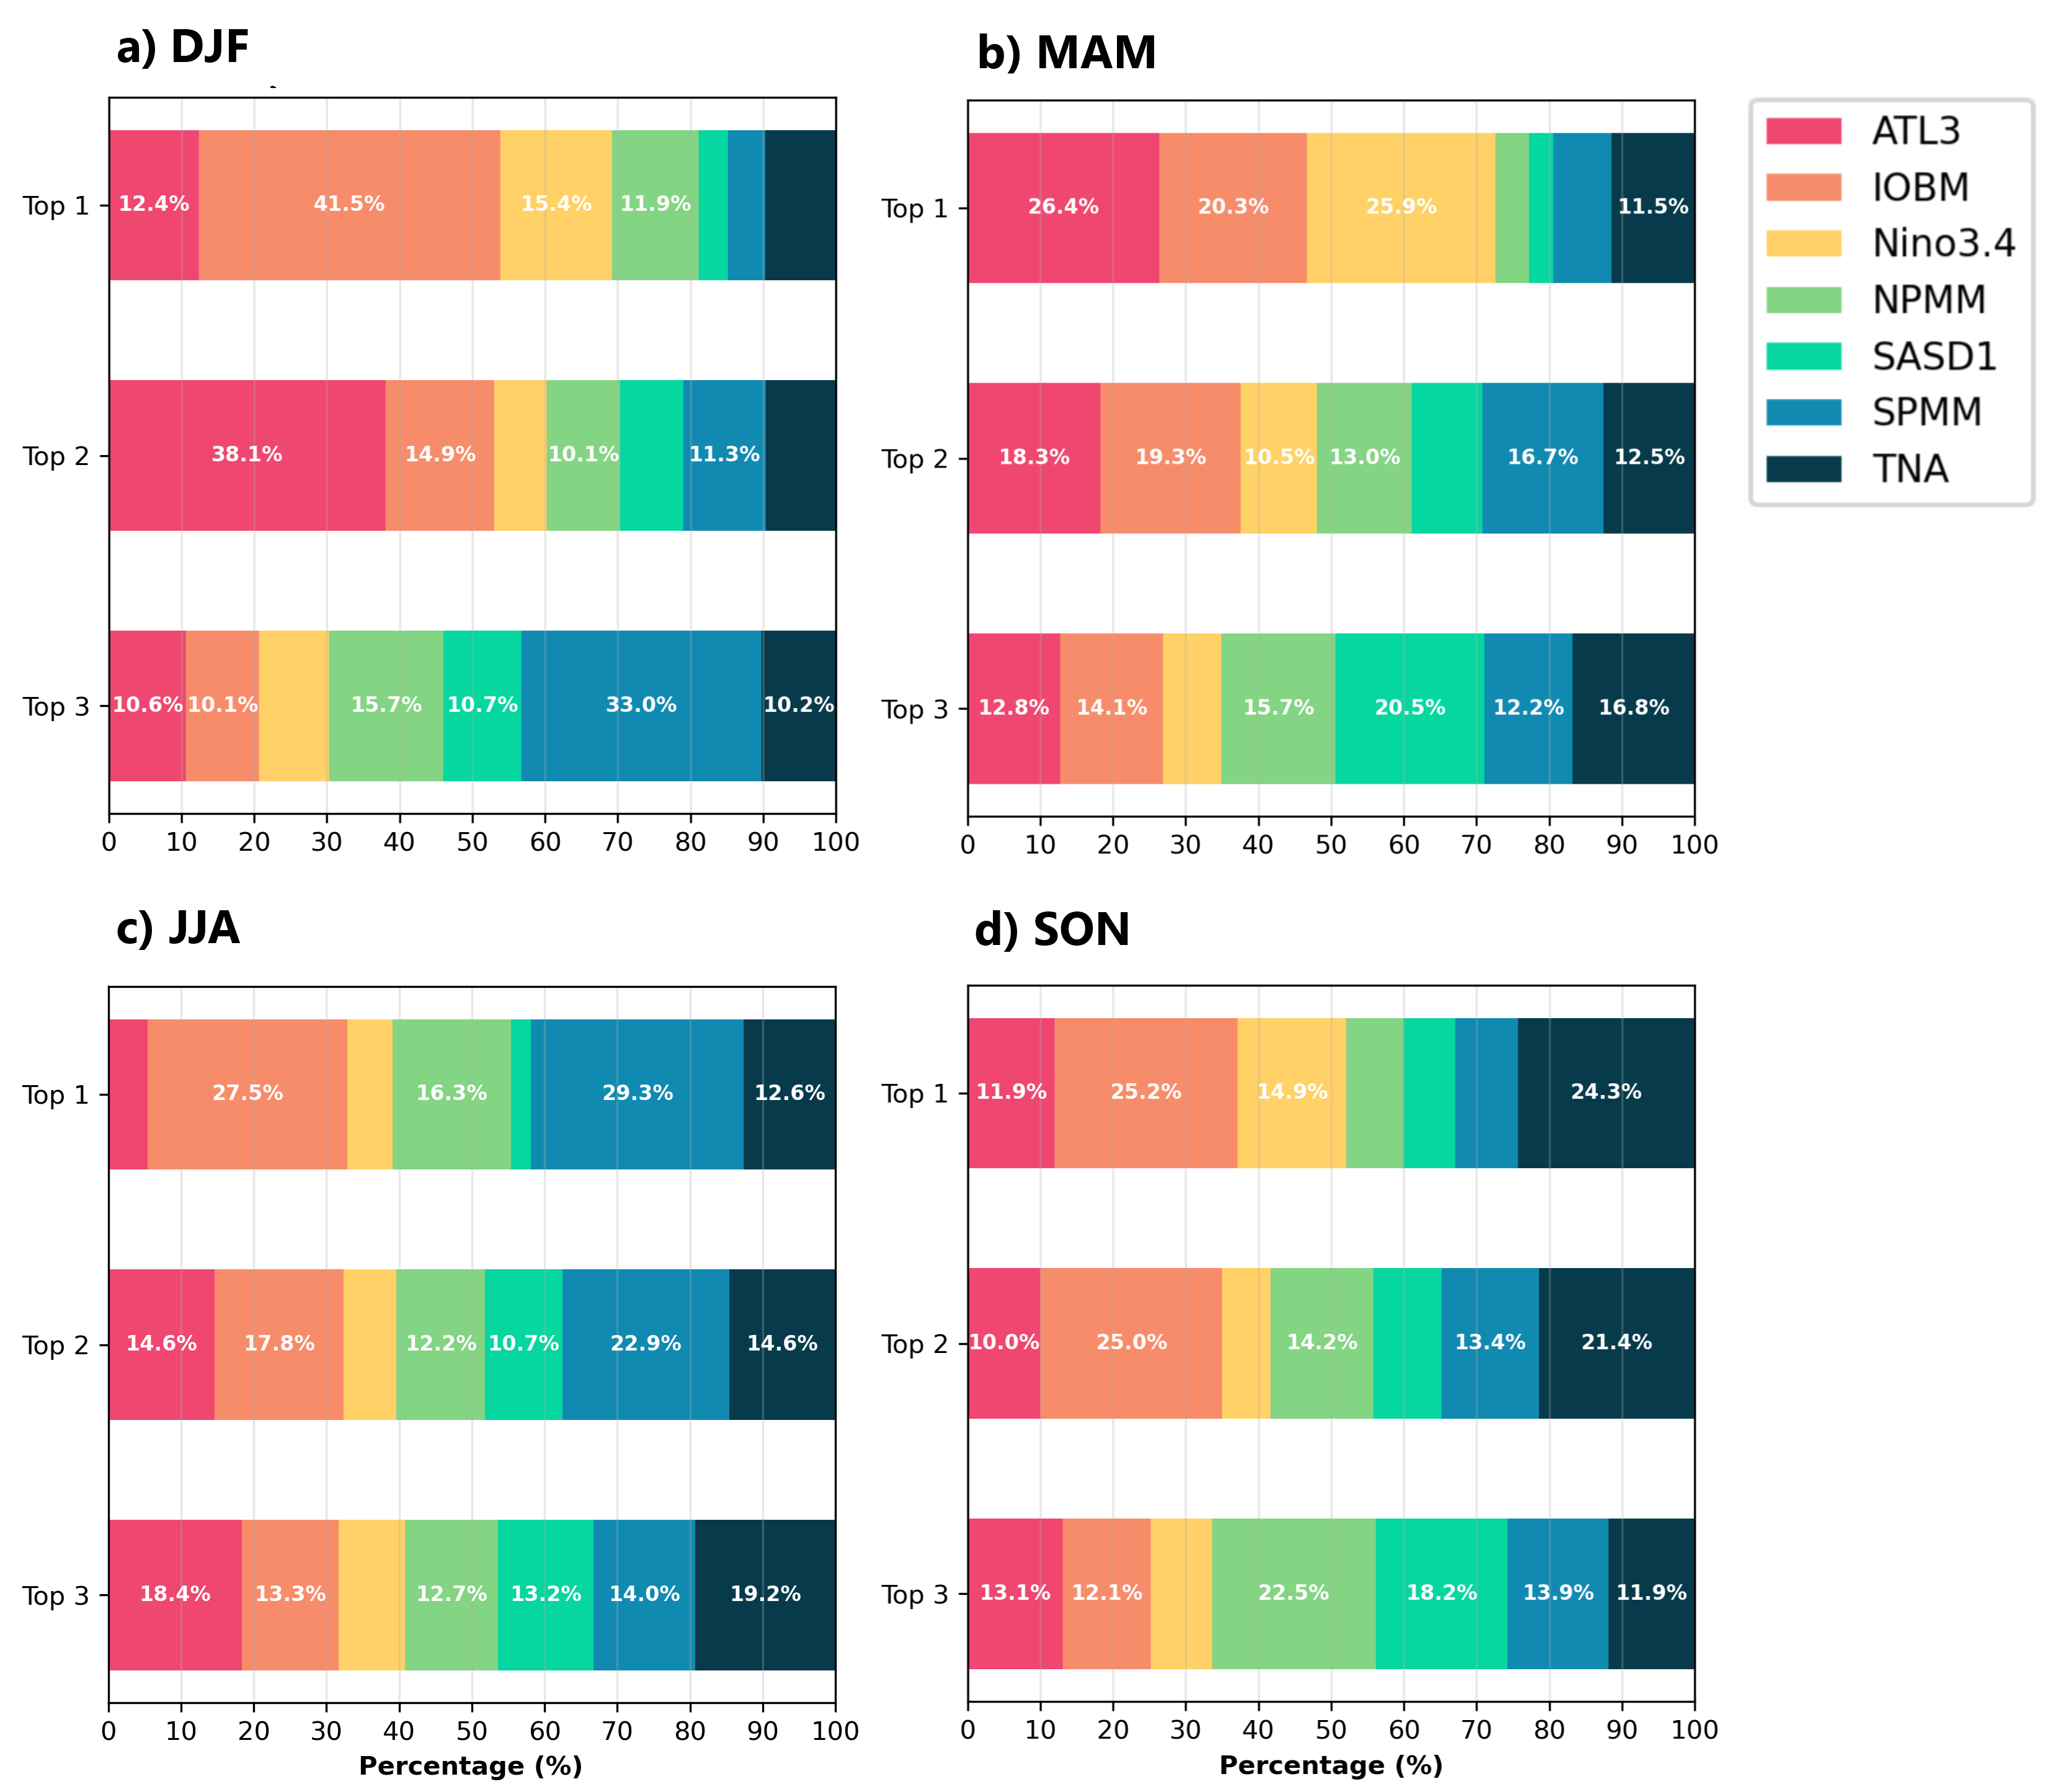 a) DJF
Top 1
12.4% 41.5% 15.4% 11.9%
Top 2
38.1% 14.9% 10.1% 11.3%
Top 3
10.6% 10.1% 15.7% 10.7% 33.0% 10.2%
0 10 20 30 40 50 60 70 80 90 100
b) MAM
Top 1
26.4% 20.3% 25.9% 11.5%
Top 2
18.3% 19.3% 10.5% 13.0% 16.7% 12.5%
Top 3
12.8% 14.1% 15.7% 20.5% 12.2% 16.8%
0 10 20 30 40 50 60 70 80 90 100
ATL3
IOBM
Nino3.4
NPMM
SASD1
SPMM
TNA
c) JJA
Top 1
27.5% 16.3% 29.3% 12.6%
Top 2
14.6% 17.8% 12.2% 10.7% 22.9% 14.6%
Top 3
18.4% 13.3% 12.7% 13.2% 14.0% 19.2%
0 10 20 30 40 50 60 70 80 90 100
Percentage (%)
d) SON
Top 1
11.9% 25.2% 14.9% 24.3%
Top 2
10.0% 25.0% 14.2% 13.4% 21.4%
Top 3
13.1% 12.1% 22.5% 18.2% 13.9% 11.9%
0 10 20 30 40 50 60 70 80 90 100
Percentage (%)